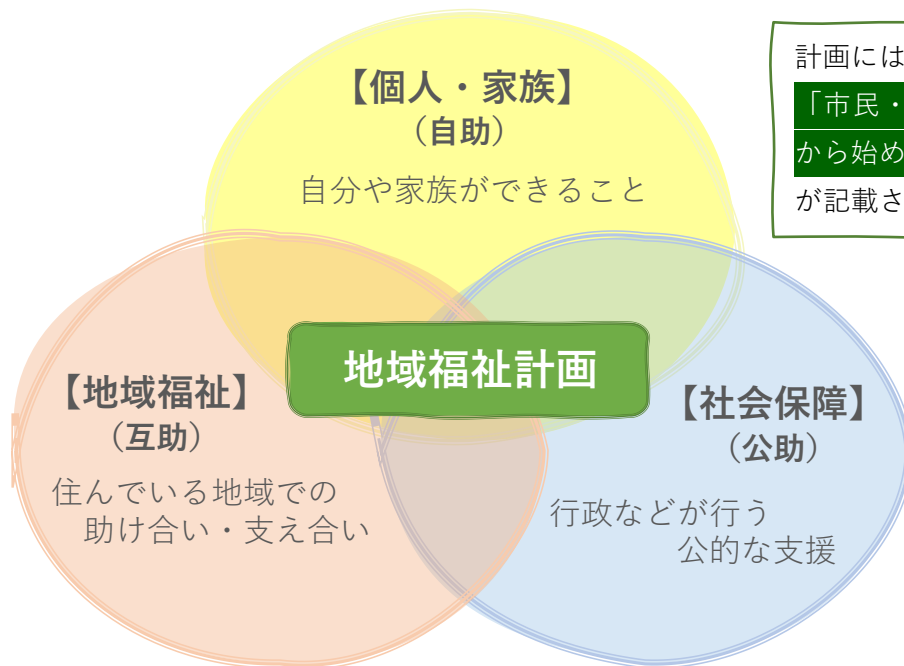 【個人・家族】
（自助）
自分や家族ができること
計画には
「市民・
から始め
が記載さ
地域福祉計画
【地域福祉】
（互助）
住んでいる地域での
助け合い・支え合い
【社会保障】
（公助）
行政などが行う
公的な支援